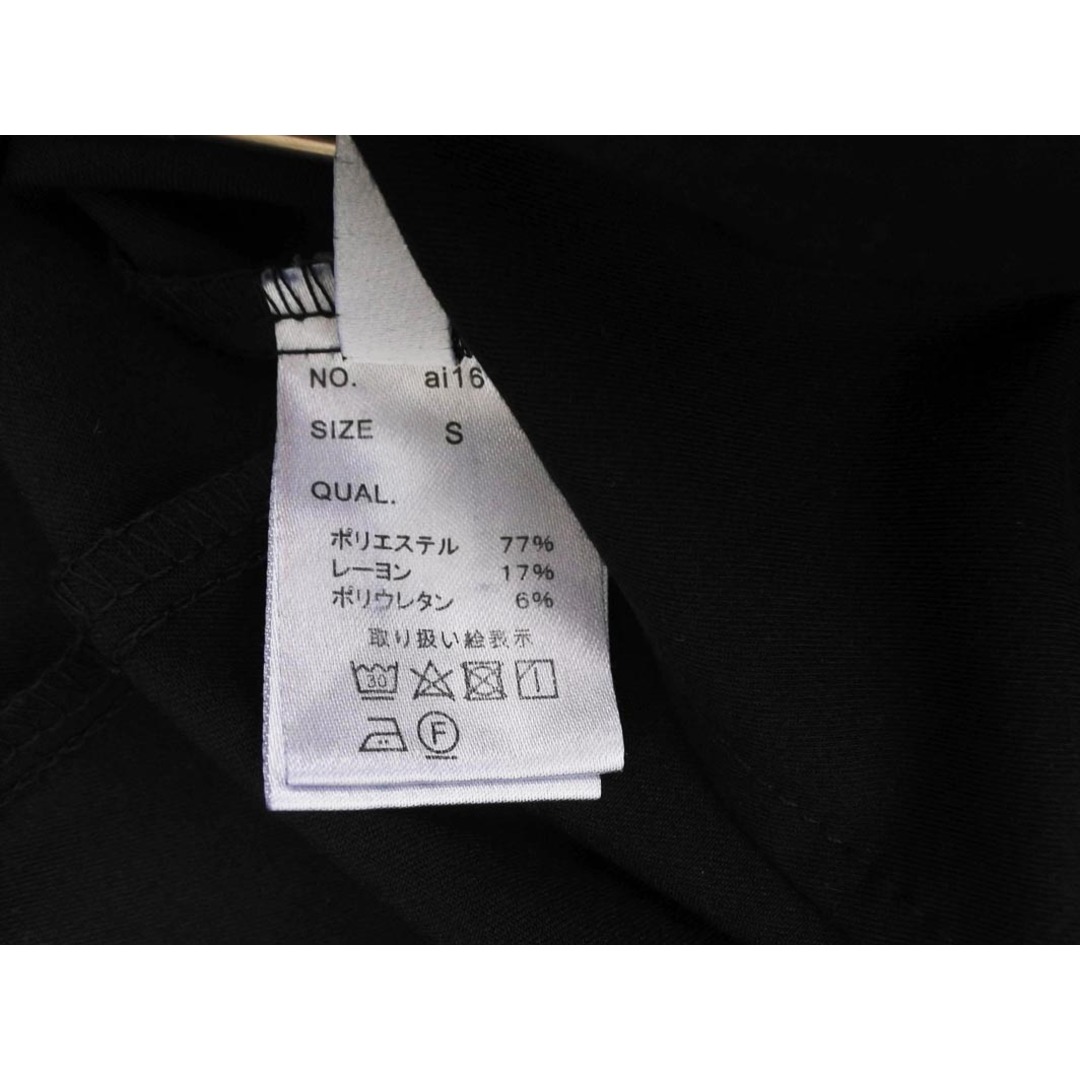 NO. ai16
SIZE S
QUAL.
ポリエステル 77%
レーヨン 17%
ポリウレタン 6%
取り扱い絵表示
30
F